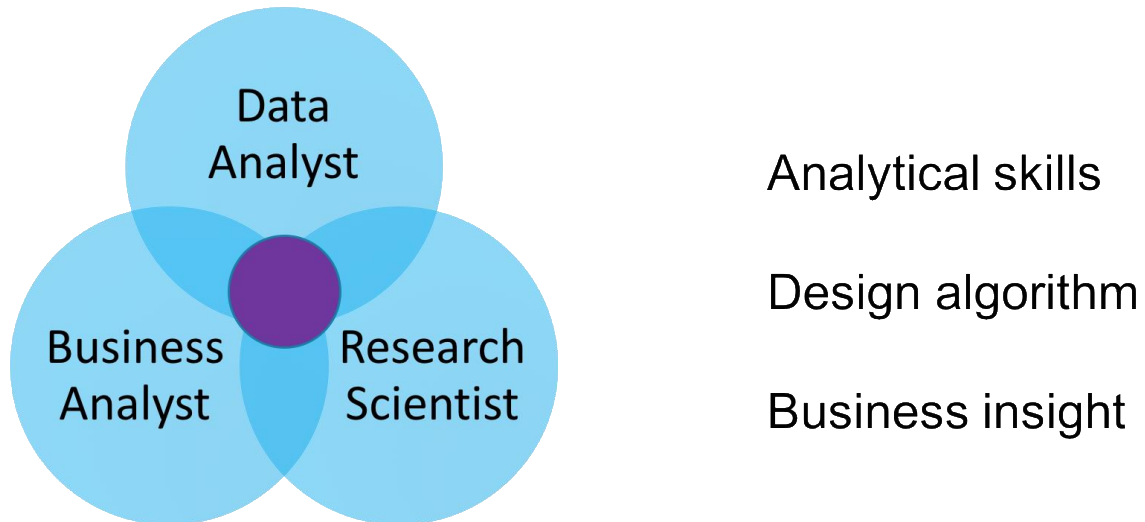 Data
Analyst
Business
Analyst
Research
Scientist
Analytical skills
Design algorithm
Business insight